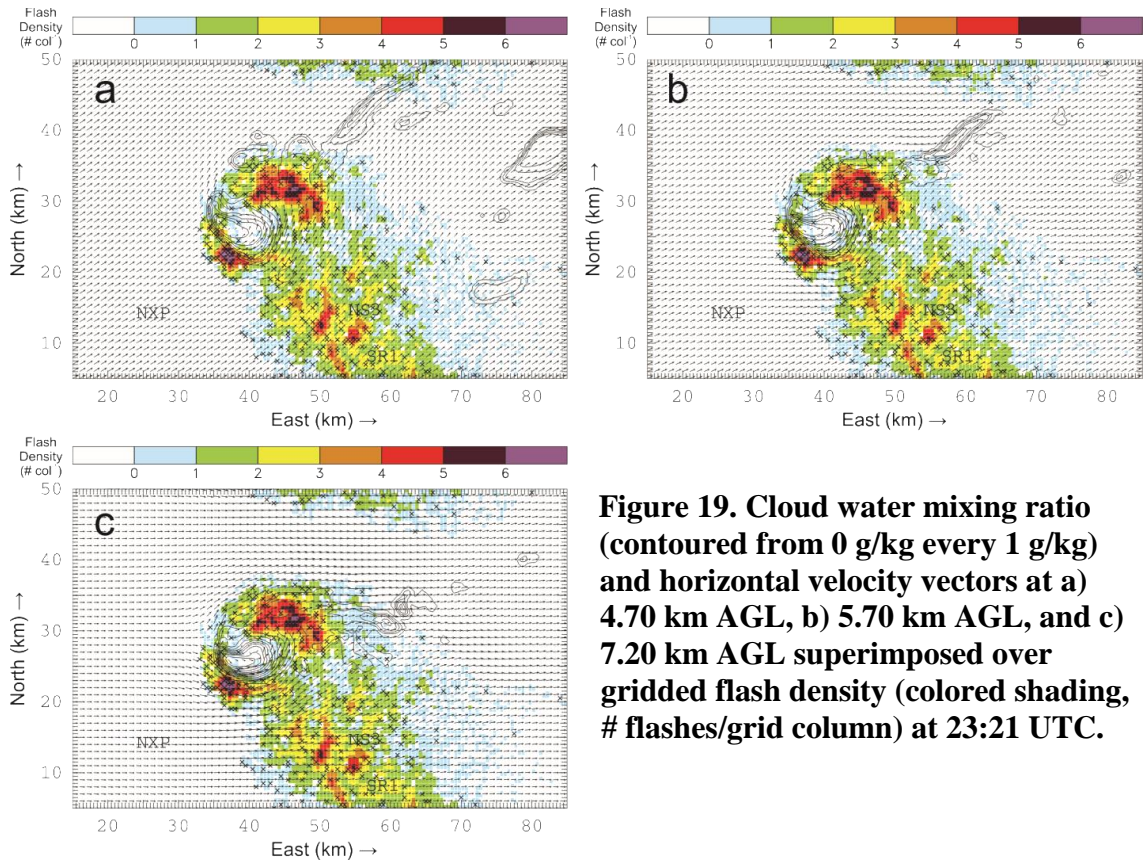 Flash
Density
(# col⁻)
0 1 2 3 4 5 6
50
40
30
20
10
North (km) →
a
NXP
NS3
SR1
20 30 40 50 60 70 80
East (km) →
Flash
Density
(# col⁻)
0 1 2 3 4 5 6
50
40
30
20
10
North (km) →
b
NXP
NS3
SR1
20 30 40 50 60 70 80
East (km) →
Flash
Density
(# col⁻)
0 1 2 3 4 5 6
50
40
30
20
10
North (km) →
c
NXP
NS3
SR1
20 30 40 50 60 70 80
East (km) →
Figure 19. Cloud water mixing ratio
(contoured from 0 g/kg every 1 g/kg)
and horizontal velocity vectors at a)
4.70 km AGL, b) 5.70 km AGL, and c)
7.20 km AGL superimposed over
gridded flash density (colored shading,
# flashes/grid column) at 23:21 UTC.